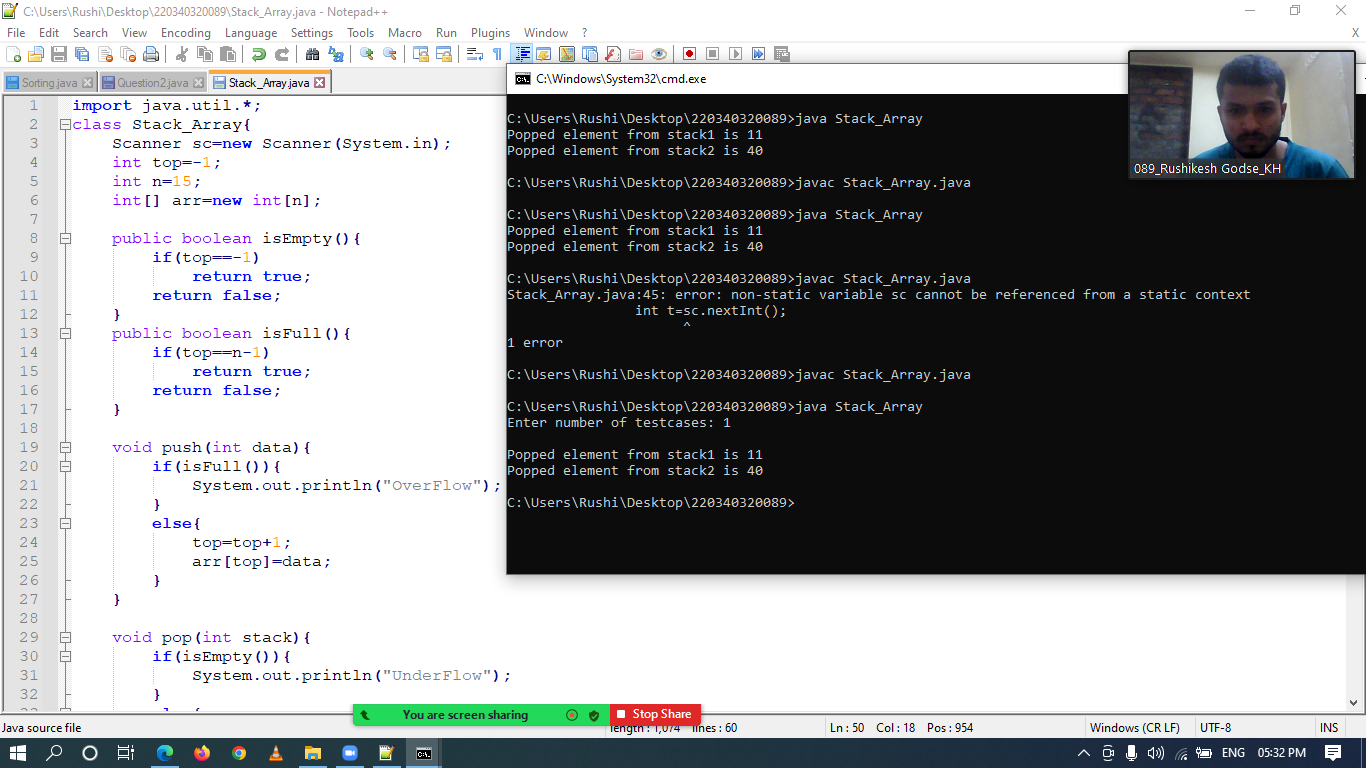 C:\Users\Rushi\Desktop\220340320089\Stack_Array.java - Notepad++
File Edit Search View Encoding Language Settings Tools Macro Run Plugins Window ? X
Sorting.java Question2.java Stack_Array.java
1 import java.util.*;
2 class Stack_Array{
3 Scanner sc=new Scanner(System.in);
4 int top=-1;
5 int n=15;
6 int[] arr=new int[n];
7
8 public boolean isEmpty(){
9 if(top==-1)
10 return true;
11 return false;
12 }
13 public boolean isFull(){
14 if(top==n-1)
15 return true;
16 return false;
17 }
18
19 void push(int data){
20 if(isFull()){
21 System.out.println("OverFlow");
22 }
23 else{
24 top=top+1;
25 arr[top]=data;
26 }
27 }
28
29 void pop(int stack){
30 if(isEmpty()){
31 System.out.println("UnderFlow");
32 }
C:\Windows\System32\cmd.exe
C:\Users\Rushi\Desktop\220340320089>java Stack_Array
Popped element from stack1 is 11
Popped element from stack2 is 40
C:\Users\Rushi\Desktop\220340320089>javac Stack_Array.java
C:\Users\Rushi\Desktop\220340320089>java Stack_Array
Popped element from stack1 is 11
Popped element from stack2 is 40
C:\Users\Rushi\Desktop\220340320089>javac Stack_Array.java
Stack_Array.java:45: error: non-static variable sc cannot be referenced from a static context
int t=sc.nextInt();
^
1 error
C:\Users\Rushi\Desktop\220340320089>javac Stack_Array.java
C:\Users\Rushi\Desktop\220340320089>java Stack_Array
Enter number of testcases: 1
Popped element from stack1 is 11
Popped element from stack2 is 40
C:\Users\Rushi\Desktop\220340320089>
089_Rushikesh Godse_KH
You are screen sharing Stop Share
Java source file length : 1,074 lines : 60 Ln : 50 Col : 18 Pos : 954 Windows (CR LF) UTF-8 INS
ENG 05:32 PM